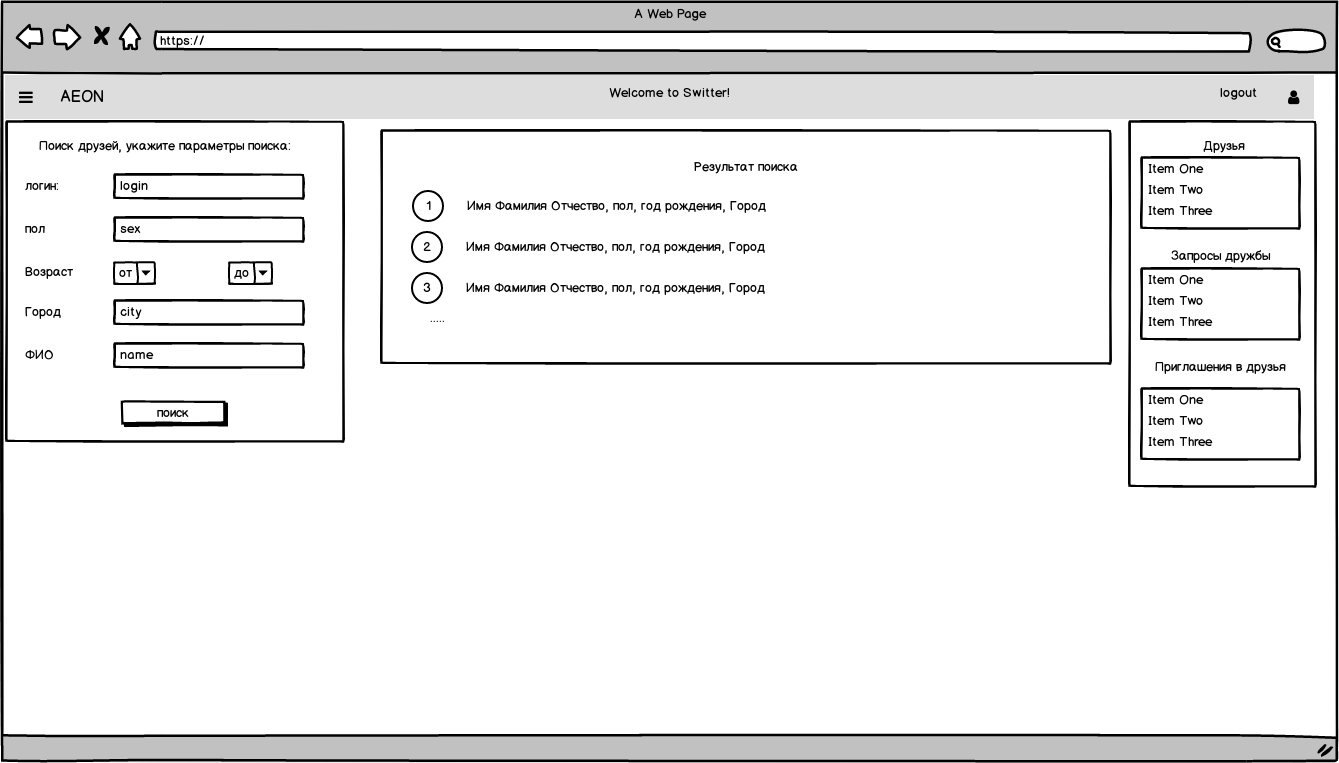 A Web Page
https://
AEON
Welcome to Switter!
logout
Поиск друзей, укажите параметры поиска:
логин:
login
пол
sex
Возраст
от
до
Город
city
ФИО
name
поиск
Результат поиска
1
Имя Фамилия Отчество, пол, год рождения, Город
2
Имя Фамилия Отчество, пол, год рождения, Город
3
Имя Фамилия Отчество, пол, год рождения, Город
.....
Друзья
Item One
Item Two
Item Three
Запросы дружбы
Item One
Item Two
Item Three
Приглашения в друзья
Item One
Item Two
Item Three